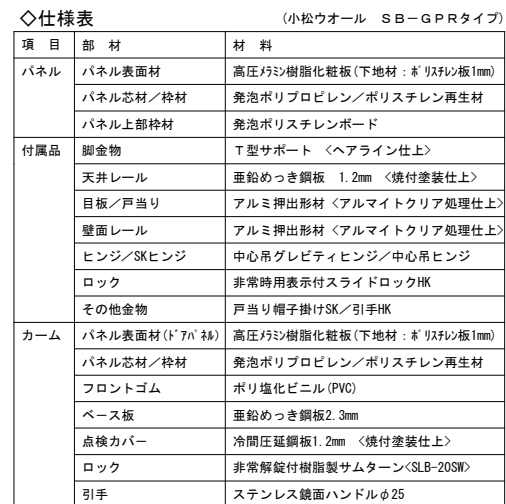 ◇仕様表 (小松ウオール ＳＢ－ＧＰＲタイプ)
項 目 部 材 材 料
パネル パネル表面材 高圧ﾒﾗﾐﾝ樹脂化粧板(下地材：ﾎﾟﾘｽﾁﾚﾝ板1mm)
パネル芯材／枠材 発泡ポリプロピレン／ポリスチレン再生材
パネル上部枠材 発泡ポリスチレンボード
付属品 脚金物 Ｔ型サポート 〈ヘアライン仕上〉
天井レール 亜鉛めっき鋼板 1.2mm 〈焼付塗装仕上〉
目板／戸当り アルミ押出形材〈アルマイトクリア処理仕上〉
壁面レール アルミ押出形材〈アルマイトクリア処理仕上〉
ヒンジ／SKヒンジ 中心吊グレビティヒンジ／中心吊ヒンジ
ロック 非常時用表示付スライドロックHK
その他金物 戸当り帽子掛けSK／引手HK
カーム パネル表面材(ﾄﾞｱﾊﾟﾈﾙ) 高圧ﾒﾗﾐﾝ樹脂化粧板(下地材：ﾎﾟﾘｽﾁﾚﾝ板1mm)
パネル芯材／枠材 発泡ポリプロピレン／ポリスチレン再生材
フロントゴム ポリ塩化ビニル(PVC)
ベース板 亜鉛めっき鋼板2.3mm
点検カバー 冷間圧延鋼板1.2mm 〈焼付塗装仕上〉
ロック 非常解錠付樹脂製サムターン<SLB-20SW>
引手 ステンレス鏡面ハンドルφ25